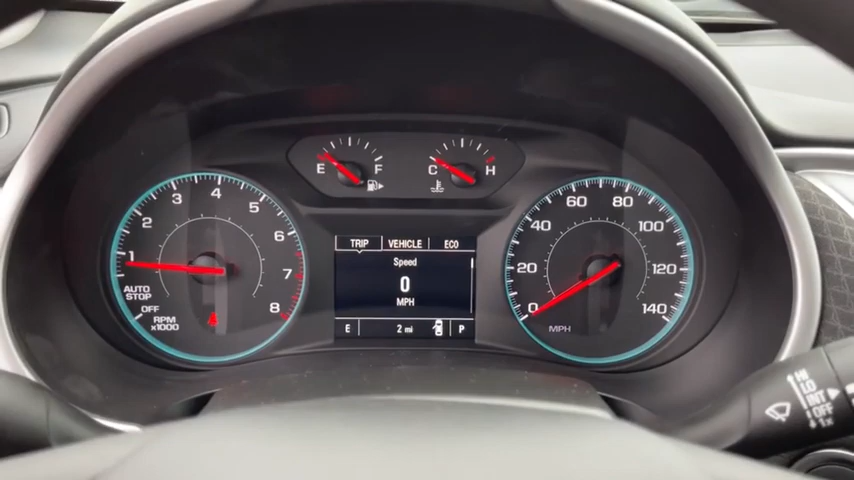 E F
C H
1 2 3 4 5 6 7 8
AUTO
STOP
OFF
RPM
x1000
TRIP VEHICLE ECO
Speed
0
MPH
E 2 mi P
0 20 40 60 80 100 120 140
MPH
HI
LO
INT
OFF
1x